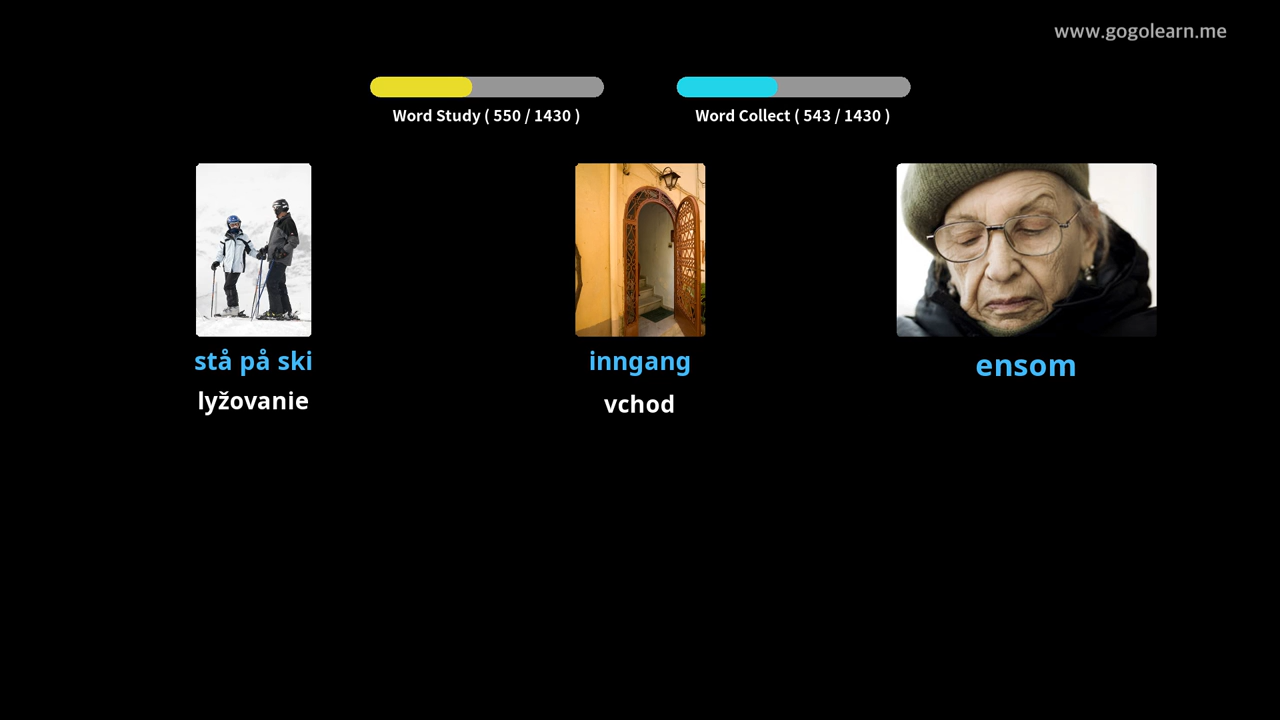 www.gogolearn.me
Word Study ( 550 / 1430 )
Word Collect ( 543 / 1430 )
stå på ski
lyžovanie
inngang
vchod
ensom